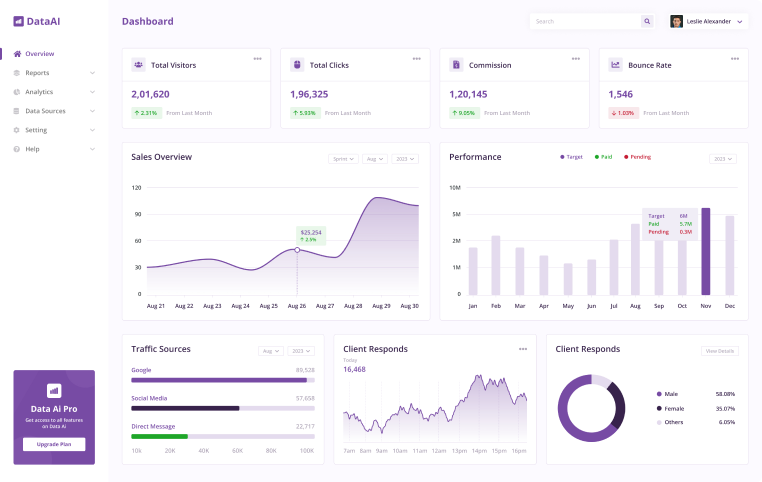 DataAI
Dashboard
Search
Leslie Alexander
Overview
Reports
Analytics
Data Sources
Setting
Help
Total Visitors
2,01,620
2.31% From Last Month
Total Clicks
1,96,325
5.93% From Last Month
Commission
1,20,145
9.05% From Last Month
Bounce Rate
1,546
1.03% From Last Month
Sales Overview
Sprint
Aug
2023
120
90
60
30
0
$25,254
2.5%
Aug 21 Aug 22 Aug 23 Aug 24 Aug 25 Aug 26 Aug 27 Aug 28 Aug 29 Aug 30
Performance
Target
Paid
Pending
2023
10M
5M
2M
1M
0
Target 6M
Paid 5.7M
Pending 0.3M
Jan Feb Mar Apr May Jun Jul Aug Sep Oct Nov Dec
Traffic Sources
Aug
2023
Google 89,528
Social Media 57,658
Direct Message 22,717
10k 20K 40K 60K 80K 100K
Client Responds
Today
16,468
7am 8am 9am 10am 11am 12am 13pm 14pm 15pm 16pm
Client Responds
View Details
Male 58.08%
Female 35.07%
Others 6.05%
Data Ai Pro
Get access to all features
on Data Ai
Upgrade Plan